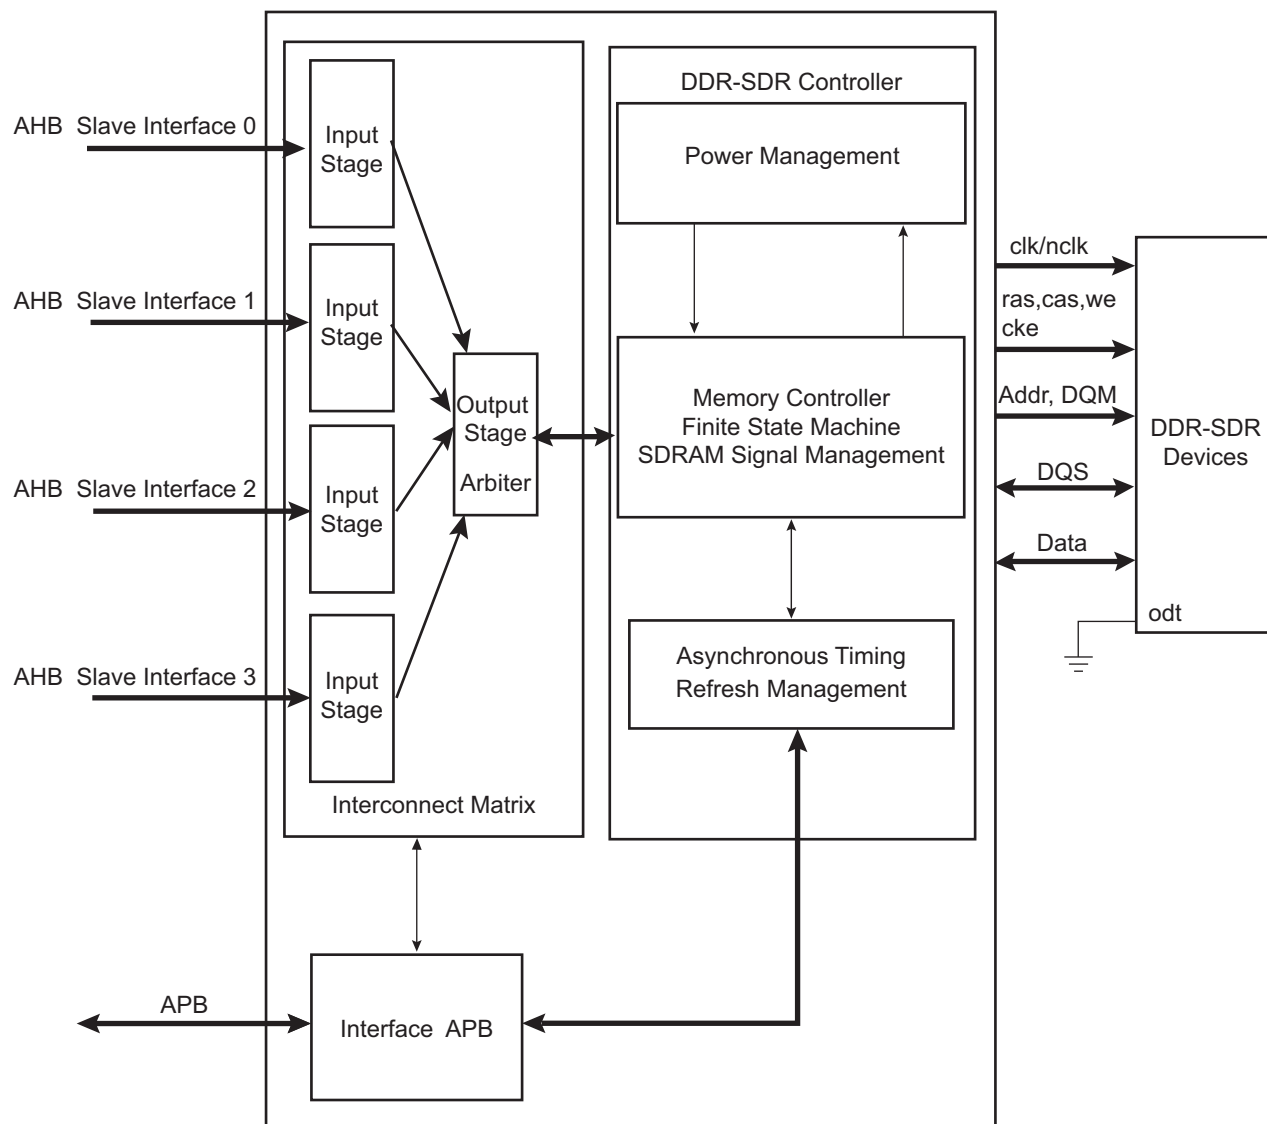 AHB Slave Interface 0
Input
Stage
AHB Slave Interface 1
Input
Stage
AHB Slave Interface 2
Input
Stage
AHB Slave Interface 3
Input
Stage
Output
Stage
Arbiter
Interconnect Matrix
DDR-SDR Controller
Power Management
Memory Controller
Finite State Machine
SDRAM Signal Management
Asynchronous Timing
Refresh Management
clk/nclk
ras,cas,we
cke
Addr, DQM
DQS
Data
DDR-SDR
Devices
odt
APB
Interface APB